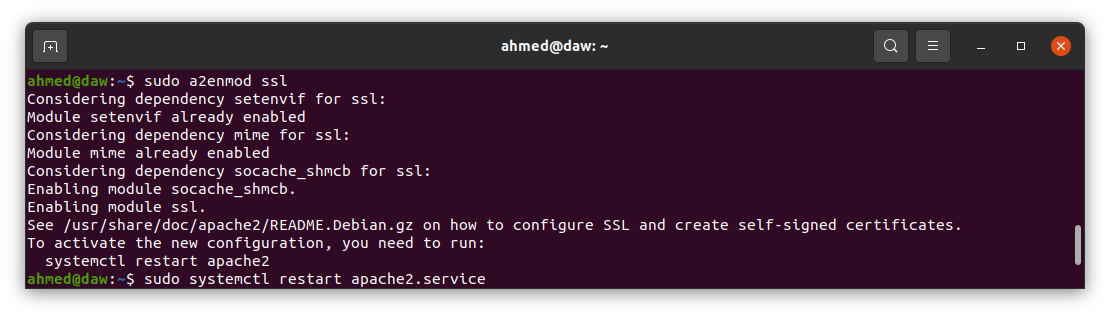 ahmed@daw: ~
ahmed@daw:~$ sudo a2enmod ssl
Considering dependency setenvif for ssl:
Module setenvif already enabled
Considering dependency mime for ssl:
Module mime already enabled
Considering dependency socache_shmcb for ssl:
Enabling module socache_shmcb.
Enabling module ssl.
See /usr/share/doc/apache2/README.Debian.gz on how to configure SSL and create self-signed certificates.
To activate the new configuration, you need to run:
  systemctl restart apache2
ahmed@daw:~$ sudo systemctl restart apache2.service